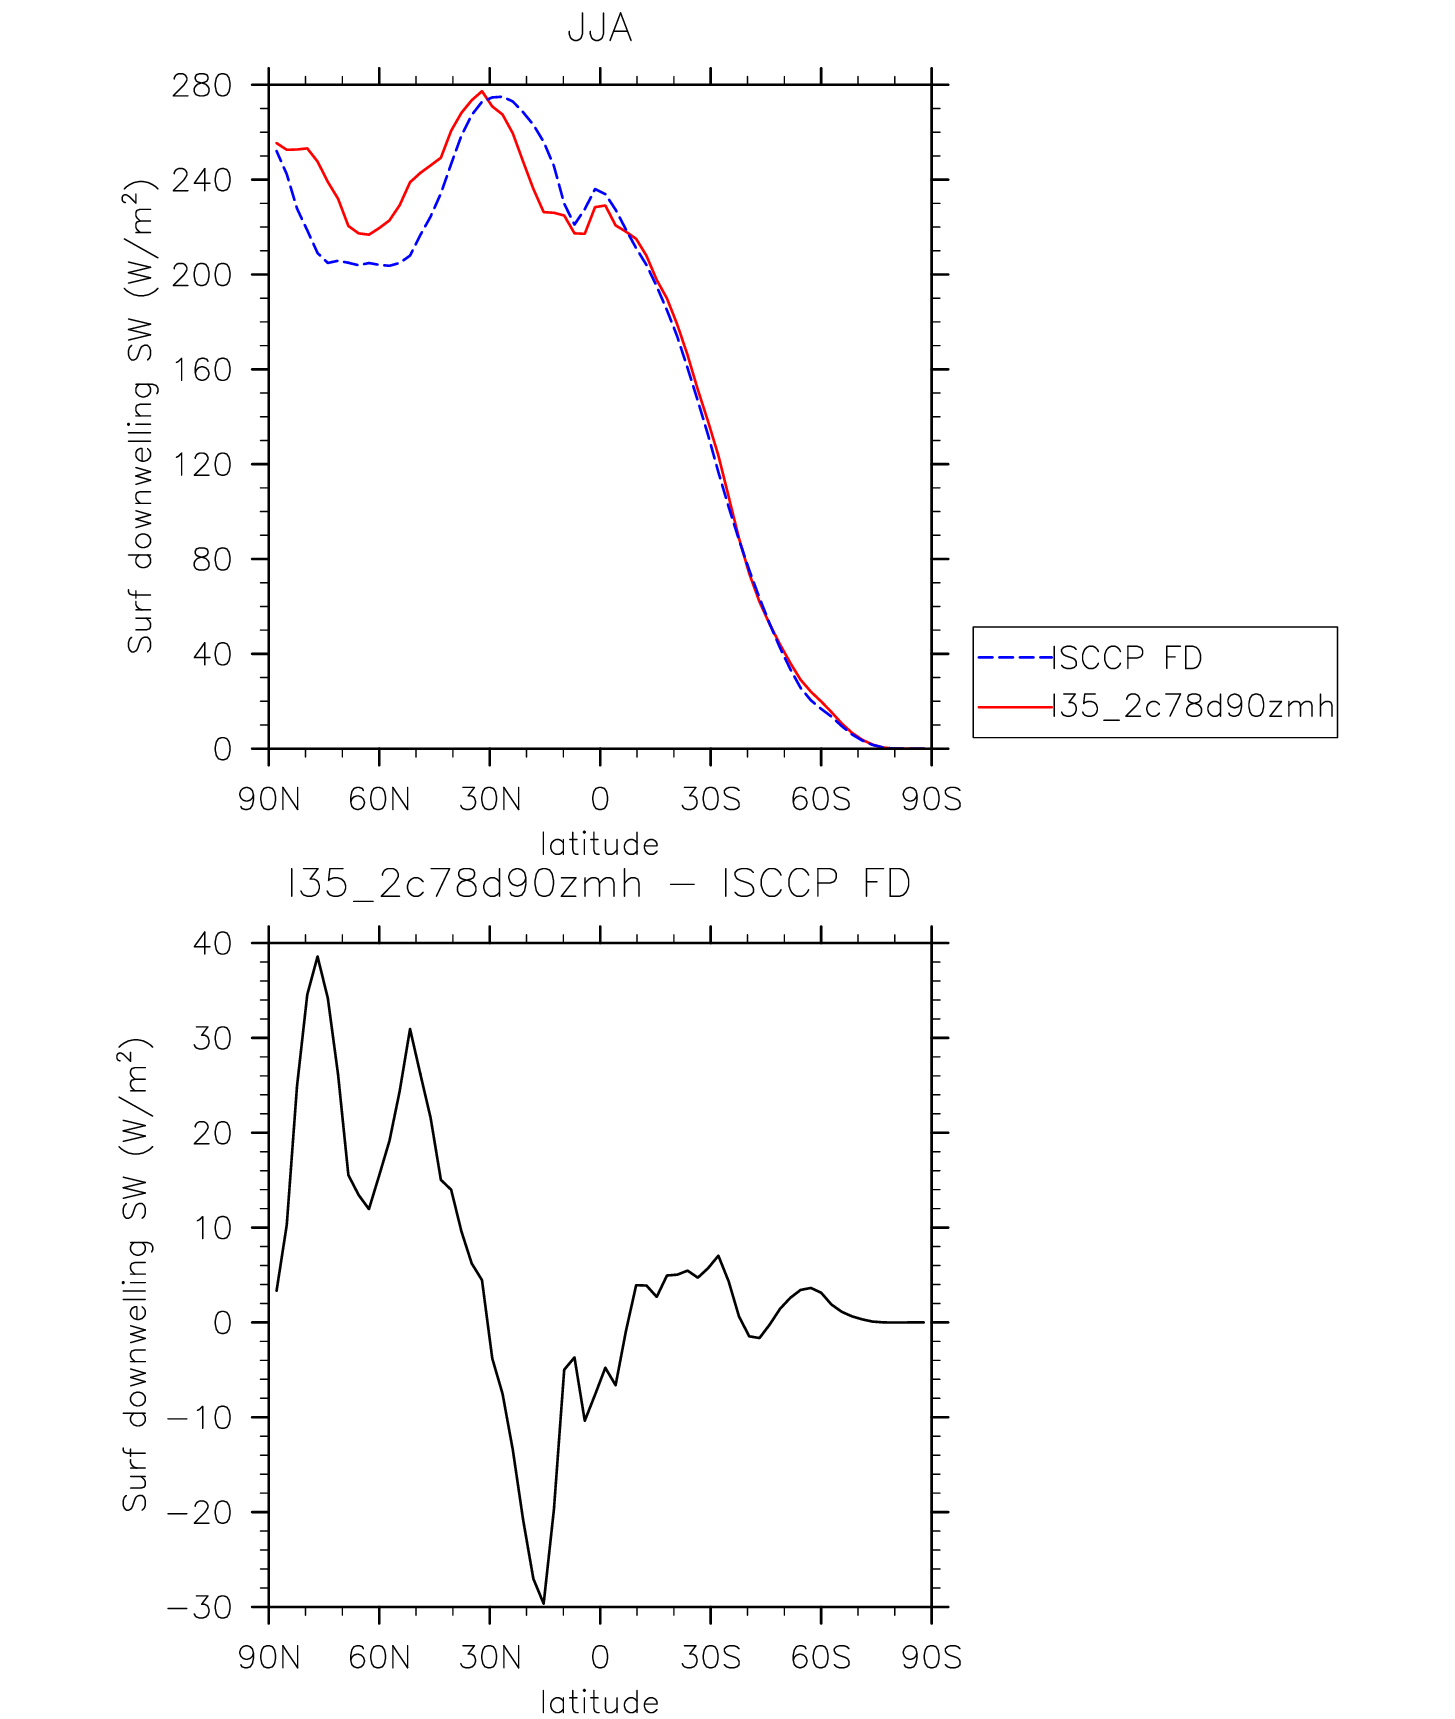 JJA
Surf downwelling SW (W/m²)
280
240
200
160
120
80
40
0
90N 60N 30N 0 30S 60S 90S
latitude
ISCCP FD
I35_2c78d90zmh
I35_2c78d90zmh − ISCCP FD
Surf downwelling SW (W/m²)
40
30
20
10
0
−10
−20
−30
90N 60N 30N 0 30S 60S 90S
latitude